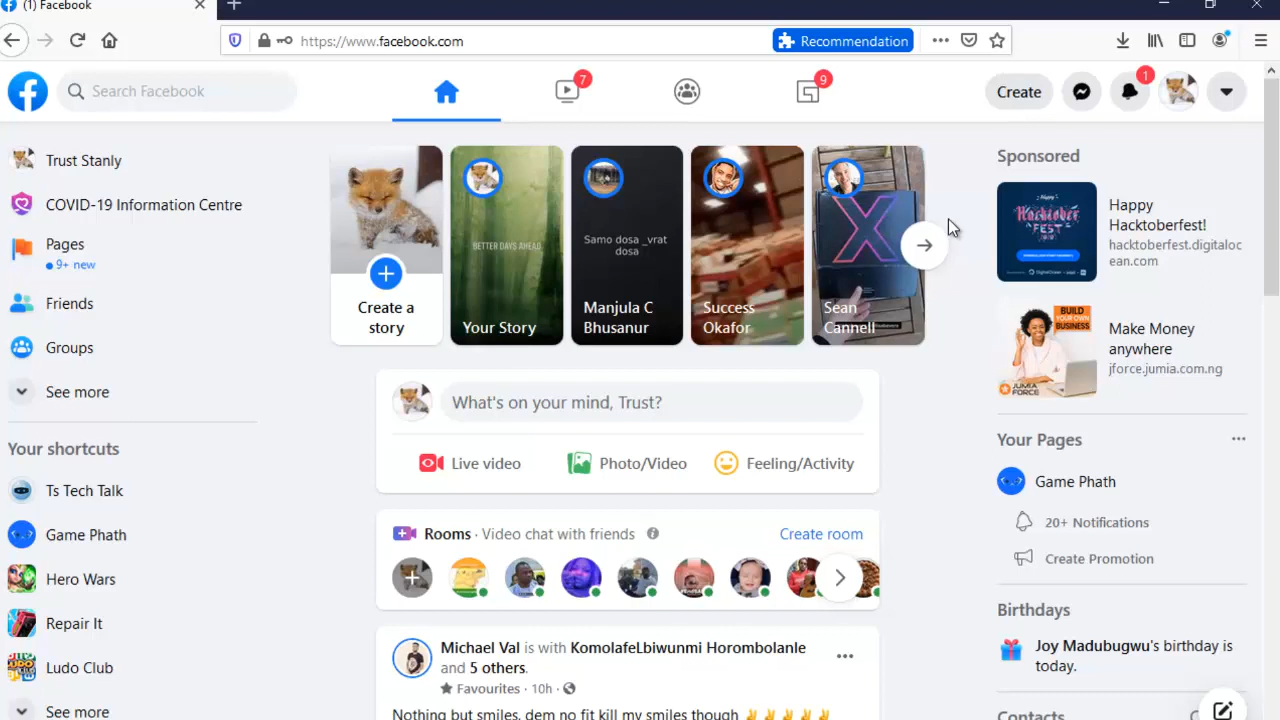 (1) Facebook
https://www.facebook.com
Recommendation
Search Facebook
7
9
Create
1
Trust Stanly
COVID-19 Information Centre
Pages
9+ new
Friends
Groups
See more
Your shortcuts
Ts Tech Talk
Game Phath
Hero Wars
Repair It
Ludo Club
See more
Create a
story
BETTER DAYS AHEAD
Your Story
Samo dosa _vrat
dosa
Manjula C
Bhusanur
Success
Okafor
Sean
Cannell
What's on your mind, Trust?
Live video
Photo/Video
Feeling/Activity
Rooms · Video chat with friends
Create room
Michael Val is with KomolafeLbiwunmi Horombolanle
and 5 others.
Favourites · 10h ·
Nothing but smiles, dem no fit kill my smiles though ✌✌✌✌✌
Sponsored
Hacktober
FEST
Happy
Hacktoberfest!
hacktoberfest.digitaloc
ean.com
BUILD
YOUR OWN
BUSINESS
JUMIA
FORCE
Make Money
anywhere
jforce.jumia.com.ng
Your Pages
Game Phath
20+ Notifications
Create Promotion
Birthdays
Joy Madubugwu's birthday is
today.
Contacts